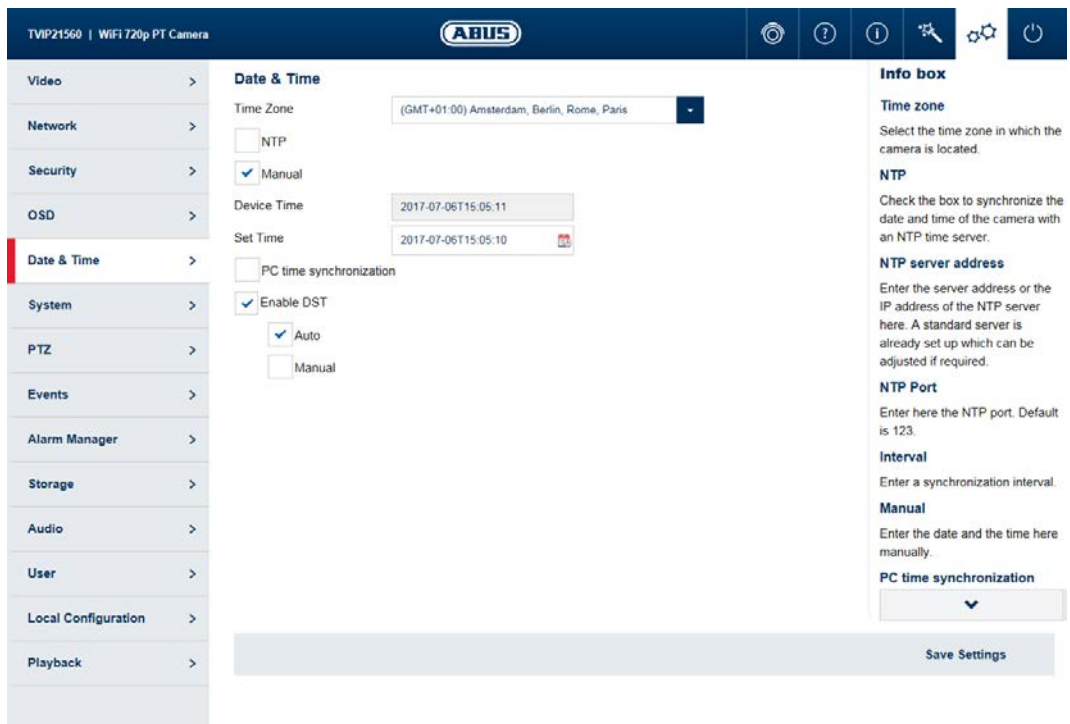 TVIP21560 | WiFi 720p PT Camera
ABUS
Video
Network
Security
OSD
Date & Time
System
PTZ
Events
Alarm Manager
Storage
Audio
User
Local Configuration
Playback
Date & Time
Time Zone (GMT+01:00) Amsterdam, Berlin, Rome, Paris
NTP
Manual
Device Time 2017-07-06T15:05:11
Set Time 2017-07-06T15:05:10
PC time synchronization
Enable DST
Auto
Manual
Info box
Time zone
Select the time zone in which the
camera is located.
NTP
Check the box to synchronize the
date and time of the camera with
an NTP time server.
NTP server address
Enter the server address or the
IP address of the NTP server
here. A standard server is
already set up which can be
adjusted if required.
NTP Port
Enter here the NTP port. Default
is 123.
Interval
Enter a synchronization interval.
Manual
Enter the date and the time here
manually.
PC time synchronization
Save Settings